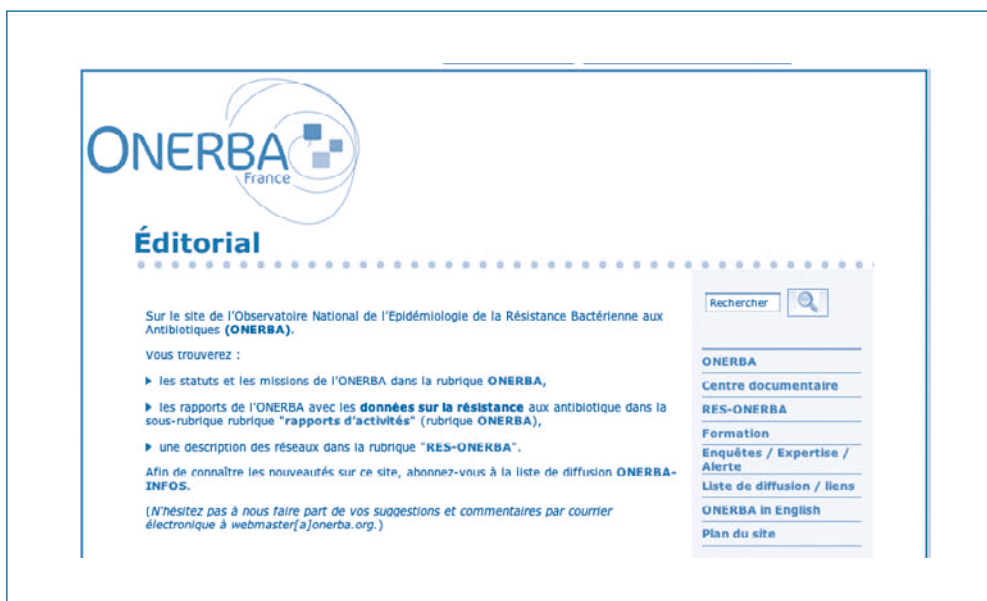 ONERBA
France
Éditorial
Sur le site de l'Observatoire National de l'Epidémiologie de la Résistance Bactérienne aux
Antibiotiques (ONERBA).
Vous trouverez :
les statuts et les missions de l'ONERBA dans la rubrique ONERBA,
les rapports de l'ONERBA avec les données sur la résistance aux antibiotique dans la
sous-rubrique rubrique "rapports d'activités" (rubrique ONERBA),
une description des réseaux dans la rubrique "RES-ONERBA".
Afin de connaître les nouveautés sur ce site, abonnez-vous à la liste de diffusion ONERBA-
INFOS.
(N'hésitez pas à nous faire part de vos suggestions et commentaires par courrier
électronique à webmaster[a]onerba.org.)
Rechercher
ONERBA
Centre documentaire
RES-ONERBA
Formation
Enquêtes / Expertise /
Alerte
Liste de diffusion / liens
ONERBA in English
Plan du site